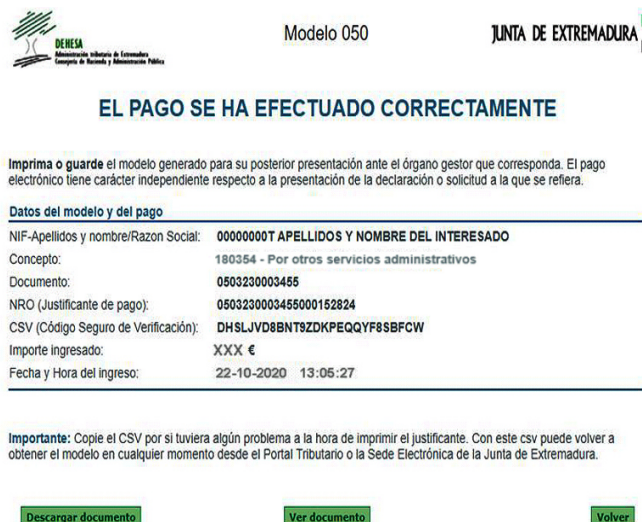 DEHESA
Administración tributaria de Extremadura
Consejería de Hacienda y Administración Pública
Modelo 050
JUNTA DE EXTREMADURA
EL PAGO SE HA EFECTUADO CORRECTAMENTE
Imprima o guarde el modelo generado para su posterior presentación ante el órgano gestor que corresponda. El pago
electrónico tiene carácter independiente respecto a la presentación de la declaración o solicitud a la que se refiera.
Datos del modelo y del pago
NIF-Apellidos y nombre/Razon Social: 00000000T APELLIDOS Y NOMBRE DEL INTERESADO
Concepto: 180354 - Por otros servicios administrativos
Documento: 0503230003455
NRO (Justificante de pago): 0503230003455000152824
CSV (Código Seguro de Verificación): DHSLJVD8BNT9ZDKPEQQYF8SBFCW
Importe ingresado: XXX €
Fecha y Hora del ingreso: 22-10-2020 13:05:27
Importante: Copie el CSV por si tuviera algún problema a la hora de imprimir el justificante. Con este csv puede volver a
obtener el modelo en cualquier momento desde el Portal Tributario o la Sede Electrónica de la Junta de Extremadura.
Descargar documento Ver documento Volver